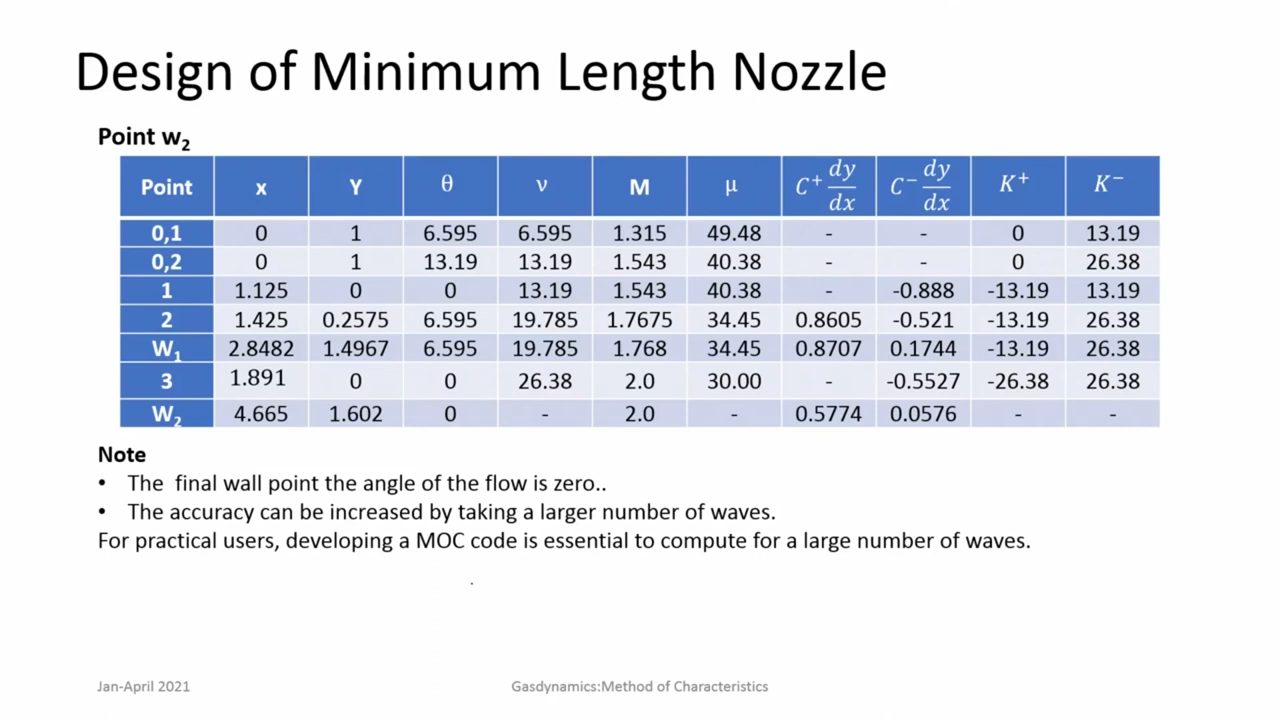 Design of Minimum Length Nozzle
Point w₂
Point x Y θ ν M μ C⁺ dy/dx C⁻ dy/dx K⁺ K⁻
0,1 0 1 6.595 6.595 1.315 49.48 - - 0 13.19
0,2 0 1 13.19 13.19 1.543 40.38 - - 0 26.38
1 1.125 0 0 13.19 1.543 40.38 - -0.888 -13.19 13.19
2 1.425 0.2575 6.595 19.785 1.7675 34.45 0.8605 -0.521 -13.19 26.38
W₁ 2.8482 1.4967 6.595 19.785 1.768 34.45 0.8707 0.1744 -13.19 26.38
3 1.891 0 0 26.38 2.0 30.00 - -0.5527 -26.38 26.38
W₂ 4.665 1.602 0 - 2.0 - 0.5774 0.0576 - -
Note
• The final wall point the angle of the flow is zero..
• The accuracy can be increased by taking a larger number of waves.
For practical users, developing a MOC code is essential to compute for a large number of waves.
Jan-April 2021
Gasdynamics:Method of Characteristics